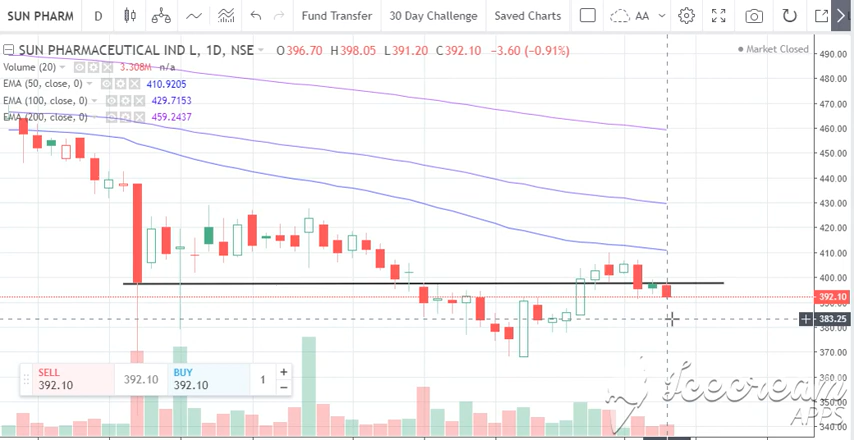 SUN PHARM D Fund Transfer 30 Day Challenge Saved Charts AA
SUN PHARMACEUTICAL IND L, 1D, NSE O396.70 H398.05 L391.20 C392.10 −3.60 (−0.91%)
Market Closed
Volume (20) 3.308M n/a
EMA (50, close, 0) 410.9205
EMA (100, close, 0) 429.7153
EMA (200, close, 0) 459.2437
490.00
480.00
470.00
460.00
450.00
440.00
430.00
420.00
410.00
400.00
392.10
383.25
380.00
370.00
360.00
350.00
340.00
SELL
392.10
392.10
BUY
392.10
1
Icecream
APPS